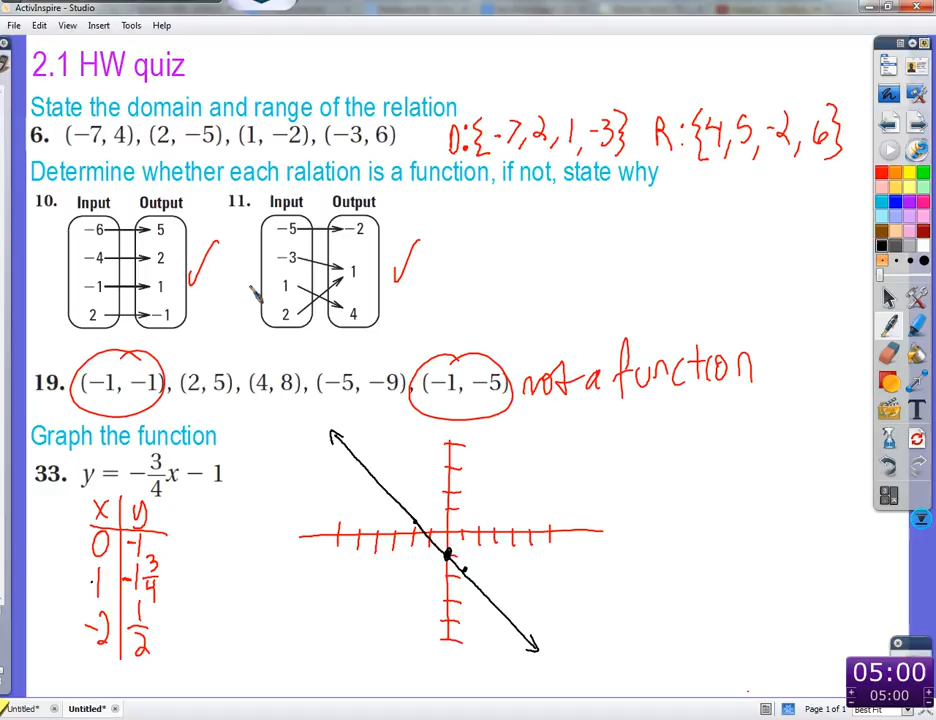 ActivInspire - Studio
File Edit View Insert Tools Help
2.1 HW quiz
State the domain and range of the relation
6. (−7, 4), (2, −5), (1, −2), (−3, 6) D:{-7,2,1,-3} R:{4,5,-2,6}
Determine whether each ralation is a function, if not, state why
10. Input Output 11. Input Output
−6 5 −5 −2
−4 2 −3 1
−1 1 1
2 −1 2 4
19. (−1, −1), (2, 5), (4, 8), (−5, −9), (−1, −5) not a function
Graph the function
33. y = −3/4x − 1
x y
0 -1
1 -1 3/4
-2 1/2
05:00
05:00
Untitled* Untitled* Page 1 of 1 Best Fit